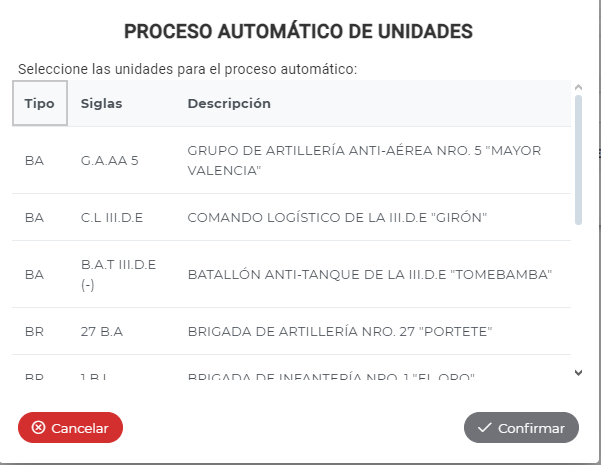 PROCESO AUTOMÁTICO DE UNIDADES
Seleccione las unidades para el proceso automático:
Tipo Siglas Descripción
BA G.A.AA 5 GRUPO DE ARTILLERÍA ANTI-AÉREA NRO. 5 "MAYOR
VALENCIA"
BA C.L III.D.E COMANDO LOGÍSTICO DE LA III.D.E "GIRÓN"
BA B.A.T III.D.E
(-) BATALLÓN ANTI-TANQUE DE LA III.D.E "TOMEBAMBA"
BR 27 B.A BRIGADA DE ARTILLERÍA NRO. 27 "PORTETE"
BR 1 B.I BRIGADA DE INFANTERÍA NRO. 1 "EL ORO"
Cancelar Confirmar